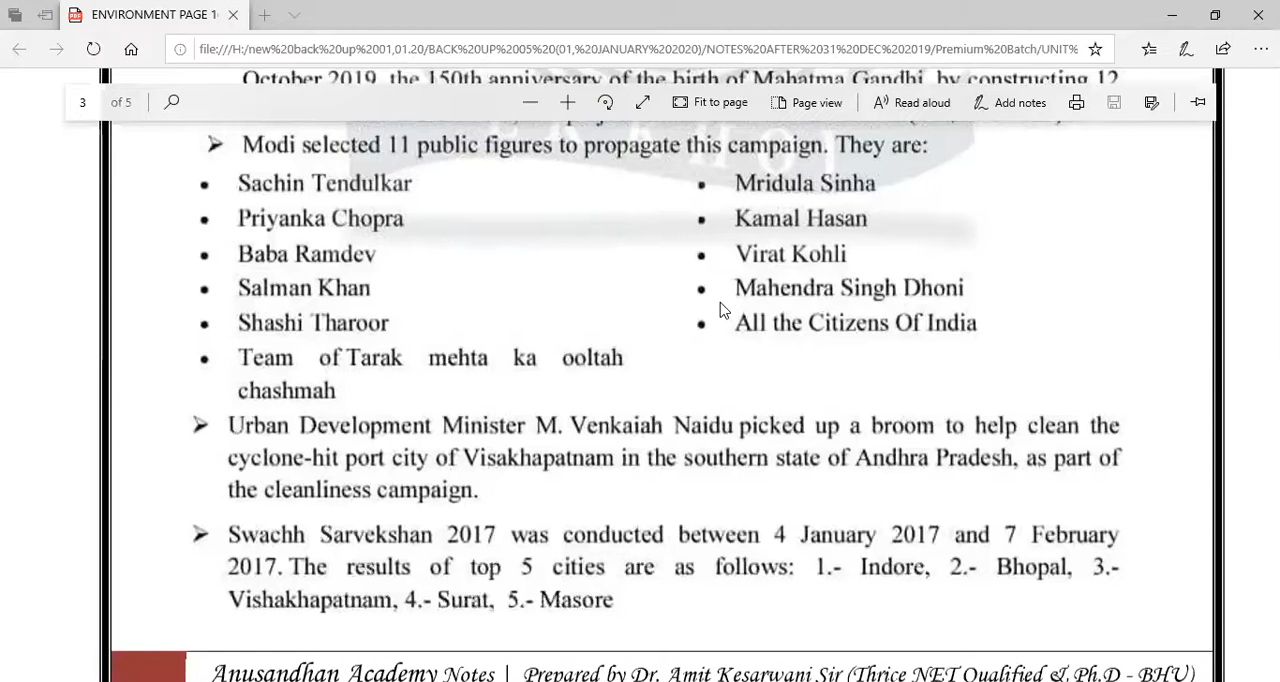 ENVIRONMENT PAGE 1
file:///H:/new%20back%20up%2001,01.20/BACK%20UP%2005%20(01,%20JANUARY%202020)/NOTES%20AFTER%2031%20DEC%202019/Premium%20Batch/UNIT%
October 2019, the 150th anniversary of the birth of Mahatma Gandhi, by constructing 12
3 of 5 Fit to page Page view Read aloud Add notes
Modi selected 11 public figures to propagate this campaign. They are:
Sachin Tendulkar
Priyanka Chopra
Baba Ramdev
Salman Khan
Shashi Tharoor
Team of Tarak mehta ka ooltah
chashmah
Mridula Sinha
Kamal Hasan
Virat Kohli
Mahendra Singh Dhoni
All the Citizens Of India
Urban Development Minister M. Venkaiah Naidu picked up a broom to help clean the
cyclone-hit port city of Visakhapatnam in the southern state of Andhra Pradesh, as part of
the cleanliness campaign.
Swachh Sarvekshan 2017 was conducted between 4 January 2017 and 7 February
2017. The results of top 5 cities are as follows: 1.- Indore, 2.- Bhopal, 3.-
Vishakhapatnam, 4.- Surat, 5.- Masore
Anusandhan Academy Notes | Prepared by Dr. Amit Kesarwani Sir (Thrice NET Qualified & Ph.D - BHU)